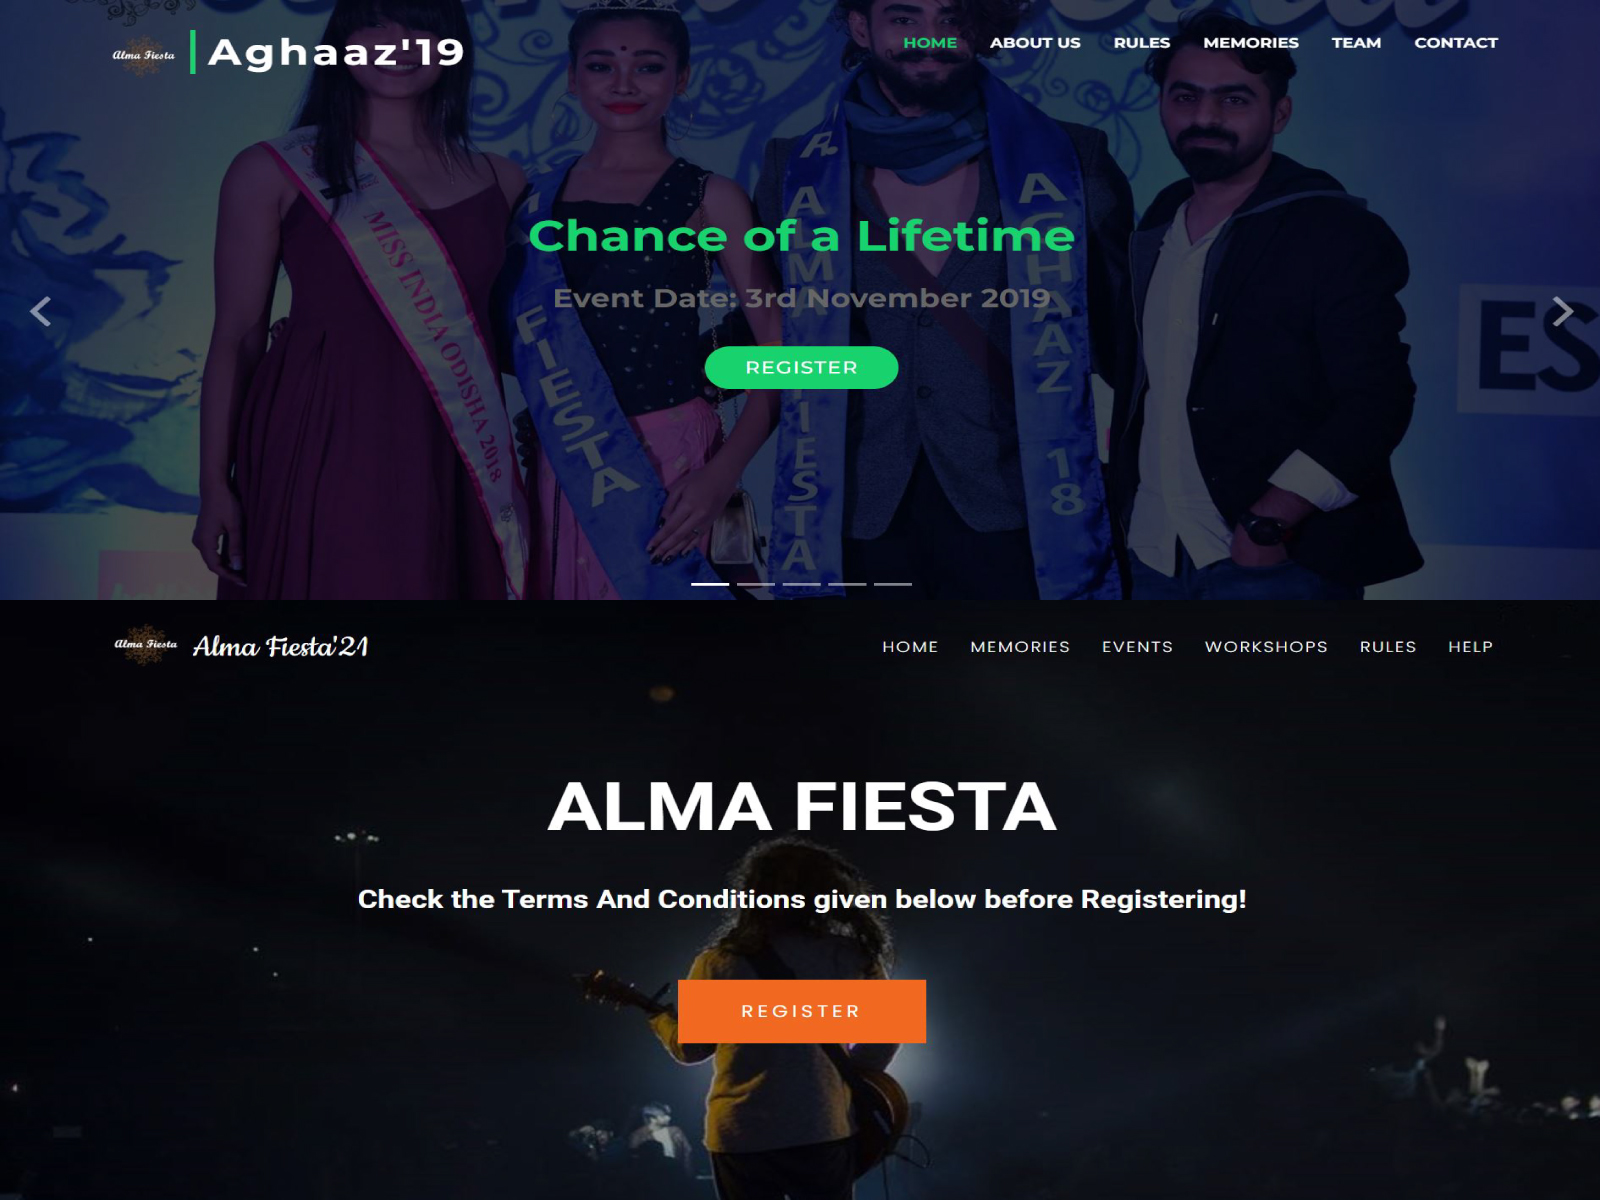 Alma Fiesta
Aghaaz'19
HOME ABOUT US RULES MEMORIES TEAM CONTACT
MISS INDIA ODISHA 2018
FIESTA
ALMA FIESTA
AGHAAZ 18
ES
Chance of a Lifetime
Event Date: 3rd November 2019
REGISTER
Alma Fiesta
Alma Fiesta'21
HOME MEMORIES EVENTS WORKSHOPS RULES HELP
ALMA FIESTA
Check the Terms And Conditions given below before Registering!
REGISTER